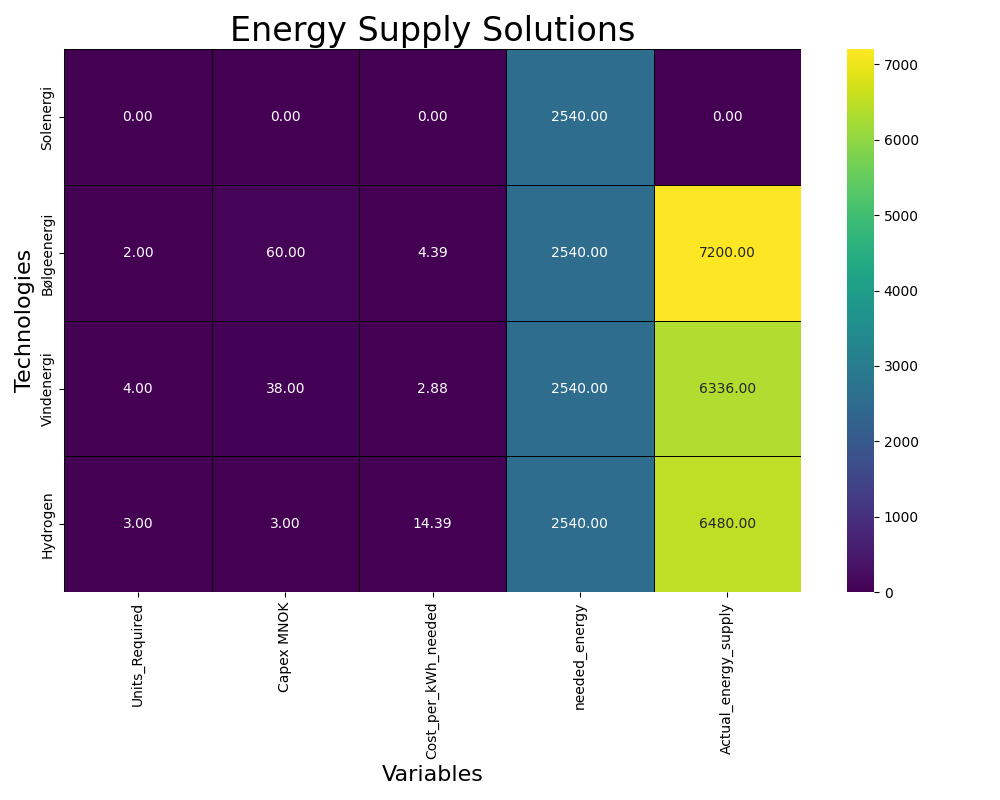 Energy Supply Solutions
Technologies
Solenergi
0.00 0.00 0.00 2540.00 0.00
Bølgeenergi
2.00 60.00 4.39 2540.00 7200.00
Vindenergi
4.00 38.00 2.88 2540.00 6336.00
Hydrogen
3.00 3.00 14.39 2540.00 6480.00
Units_Required
Capex MNOK
Cost_per_kWh_needed
needed_energy
Actual_energy_supply
Variables
7000
6000
5000
4000
3000
2000
1000
0